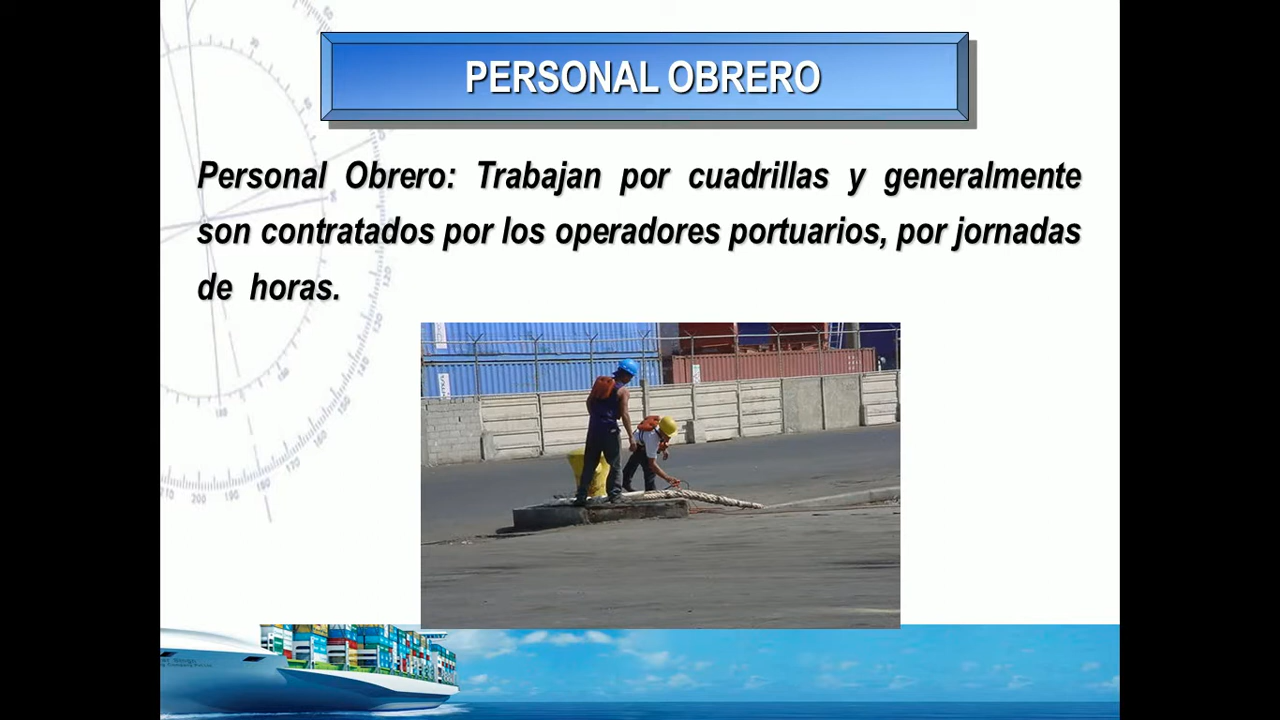 PERSONAL OBRERO
Personal Obrero: Trabajan por cuadrillas y generalmente
son contratados por los operadores portuarios, por jornadas
de horas.